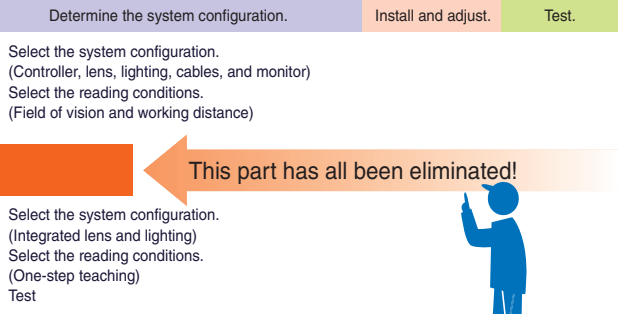 Determine the system configuration. Install and adjust. Test.
Select the system configuration.
(Controller, lens, lighting, cables, and monitor)
Select the reading conditions.
(Field of vision and working distance)
This part has all been eliminated!
Select the system configuration.
(Integrated lens and lighting)
Select the reading conditions.
(One-step teaching)
Test